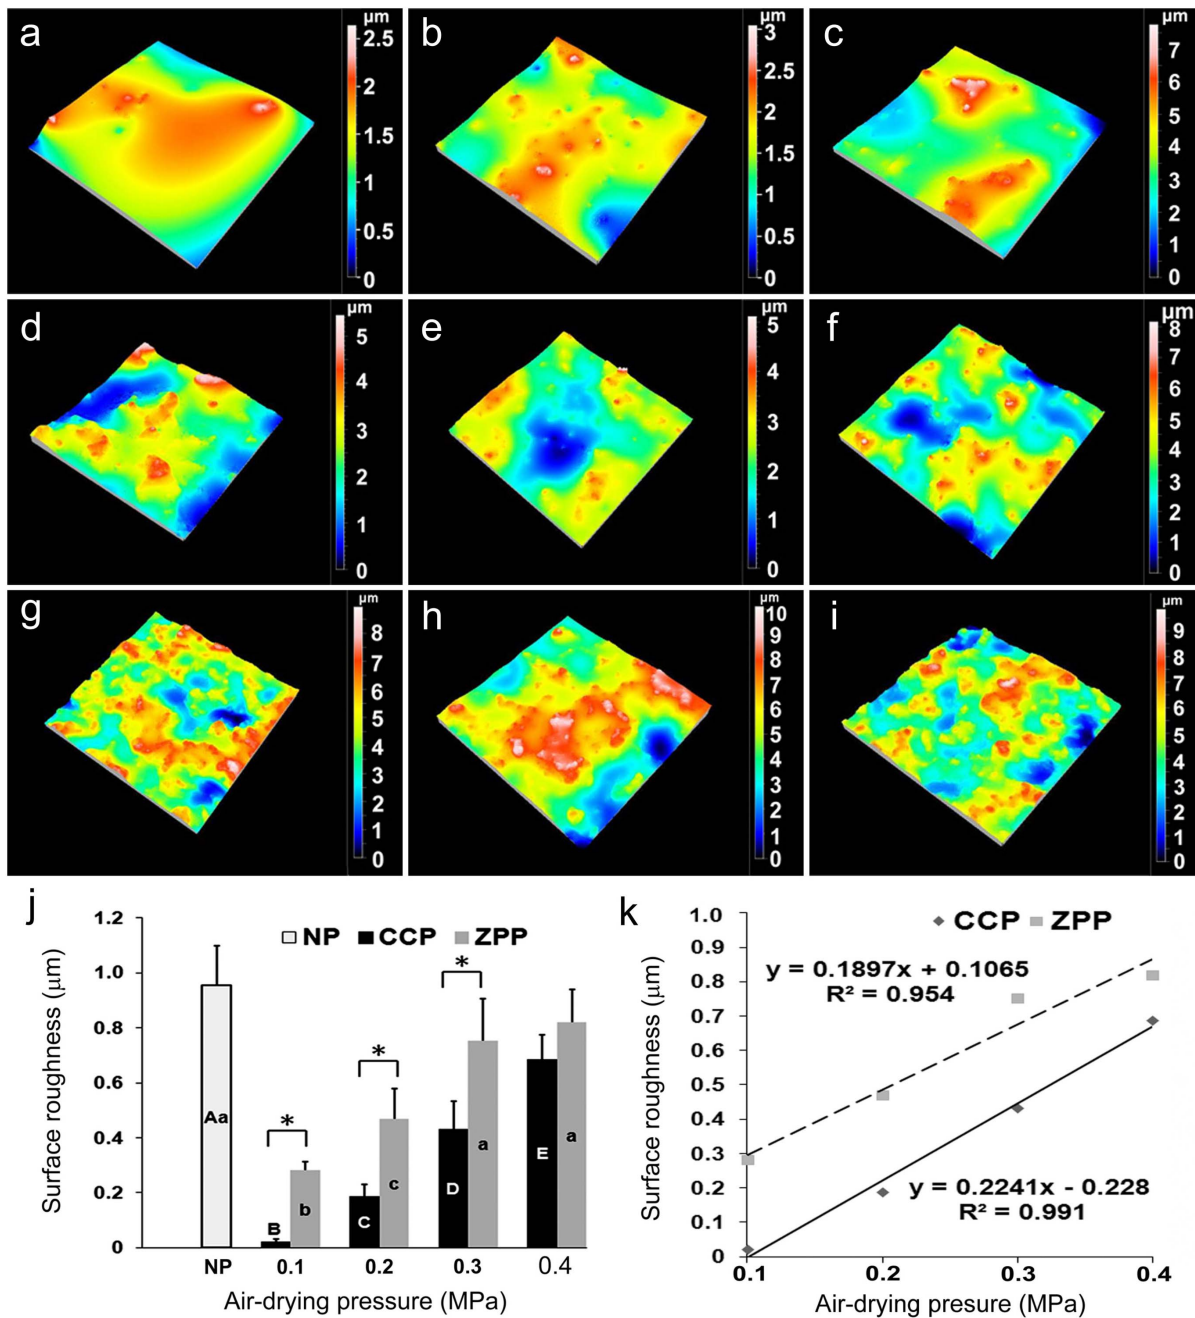 a
µm
2.5
2
1.5
1
0.5
0
b
µm
3
2.5
2
1.5
1
0.5
0
c
µm
7
6
5
4
3
2
1
0
d
µm
5
4
3
2
1
0
e
µm
5
4
3
2
1
0
f
µm
8
7
6
5
4
3
2
1
0
g
µm
8
7
6
5
4
3
2
1
0
h
µm
10
9
8
7
6
5
4
3
2
1
0
i
µm
9
8
7
6
5
4
3
2
1
0
j
Surface roughness (µm)
1.2
1.0
0.8
0.6
0.4
0.2
0
NP CCP ZPP
Aa
* B b
* C c
* D a
E a
NP 0.1 0.2 0.3 0.4
Air-drying pressure (MPa)
k
Surface roughness (µm)
1.0
0.9
0.8
0.7
0.6
0.5
0.4
0.3
0.2
0.1
0
CCP ZPP
y = 0.1897x + 0.1065
R² = 0.954
y = 0.2241x - 0.228
R² = 0.991
0.1 0.2 0.3 0.4
Air-drying presure (MPa)